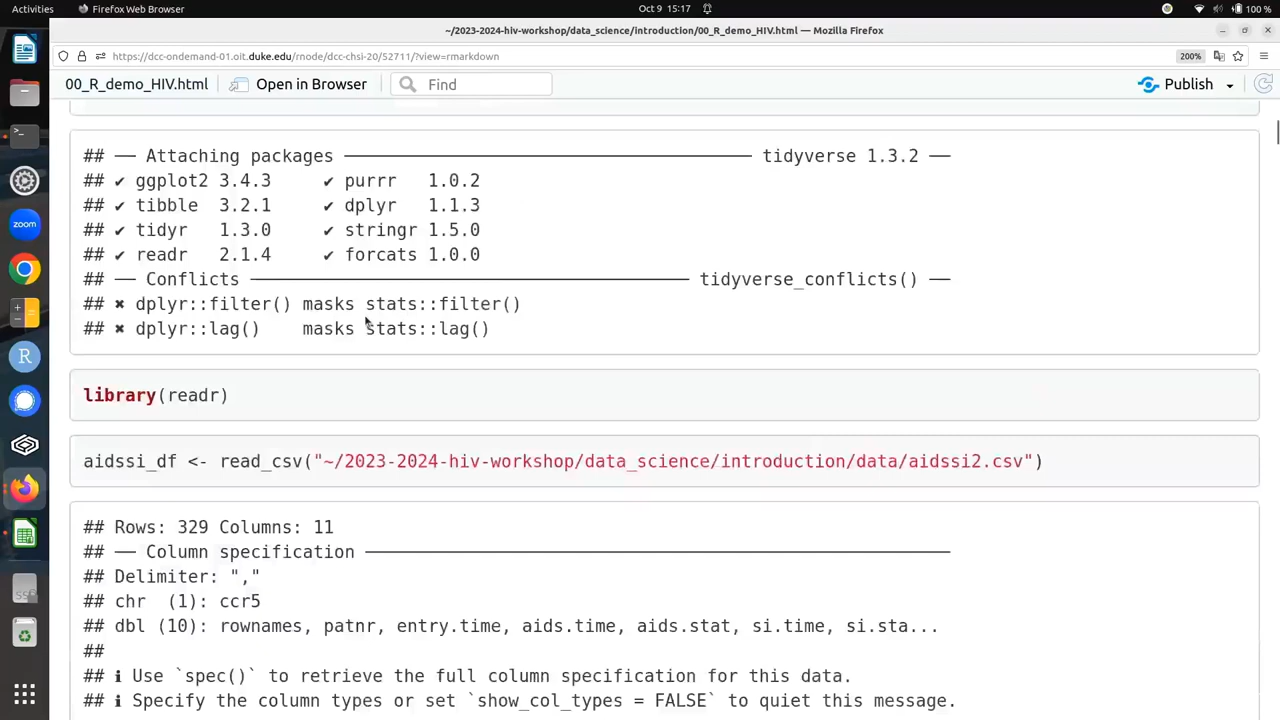 Activities Firefox Web Browser Oct 9 15:17 100 %
~/2023-2024-hiv-workshop/data_science/introduction/00_R_demo_HIV.html — Mozilla Firefox
https://dcc-ondemand-01.oit.duke.edu/rnode/dcc-chsi-20/52711/?view=rmarkdown 200%
00_R_demo_HIV.html Open in Browser Find Publish
## ── Attaching packages ─────────────────────────────────────── tidyverse 1.3.2 ──
## ✔ ggplot2 3.4.3     ✔ purrr   1.0.2
## ✔ tibble  3.2.1     ✔ dplyr   1.1.3
## ✔ tidyr   1.3.0     ✔ stringr 1.5.0
## ✔ readr   2.1.4     ✔ forcats 1.0.0
## ── Conflicts ────────────────────────────────────────── tidyverse_conflicts() ──
## ✖ dplyr::filter() masks stats::filter()
## ✖ dplyr::lag()    masks stats::lag()
library(readr)
aidssi_df <- read_csv("~/2023-2024-hiv-workshop/data_science/introduction/data/aidssi2.csv")
## Rows: 329 Columns: 11
## ── Column specification ────────────────────────────────────────────────────────
## Delimiter: ","
## chr  (1): ccr5
## dbl (10): rownames, patnr, entry.time, aids.time, aids.stat, si.time, si.sta...
##
## ℹ Use `spec()` to retrieve the full column specification for this data.
## ℹ Specify the column types or set `show_col_types = FALSE` to quiet this message.
zoom